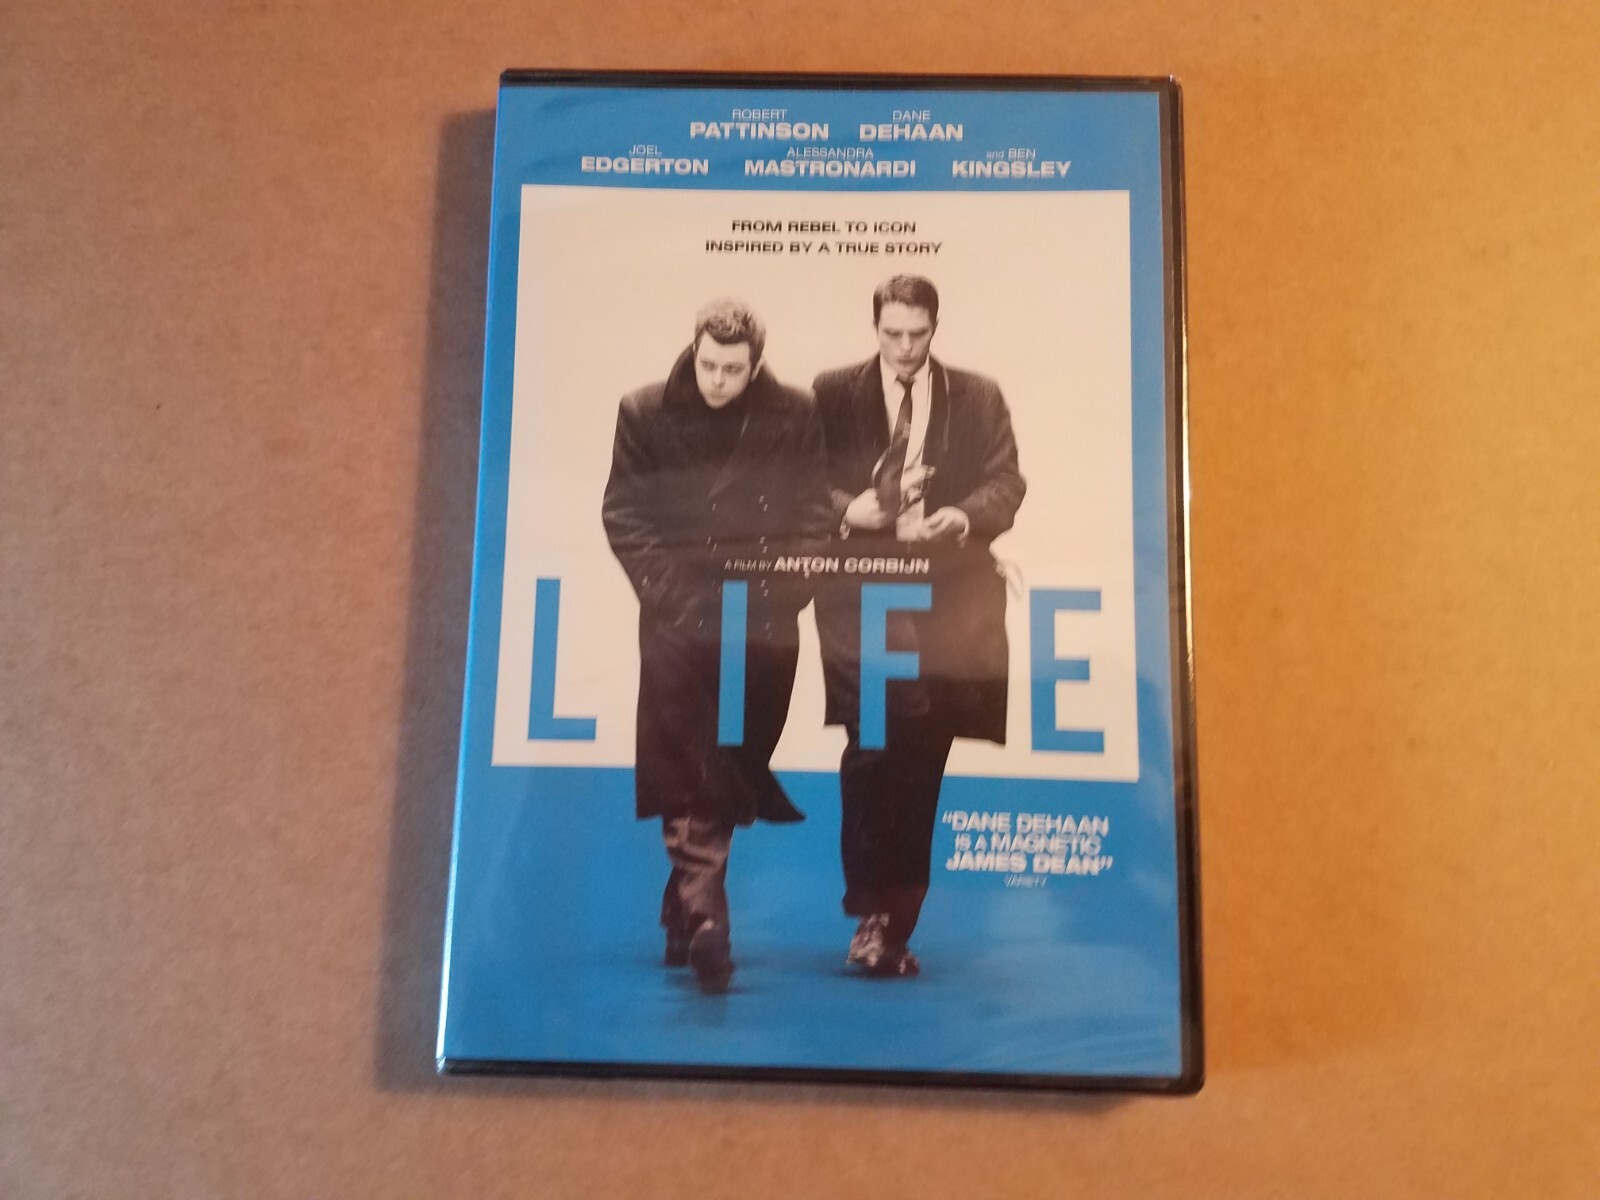 ROBERT DANE
PATTINSON DEHAAN
JOEL ALESSANDRA and BEN
EDGERTON MASTRONARDI KINGSLEY
FROM REBEL TO ICON
INSPIRED BY A TRUE STORY
A FILM BY ANTON CORBIJN
LIFE
“DANE DEHAAN
IS A MAGNETIC
JAMES DEAN”
VARIETY